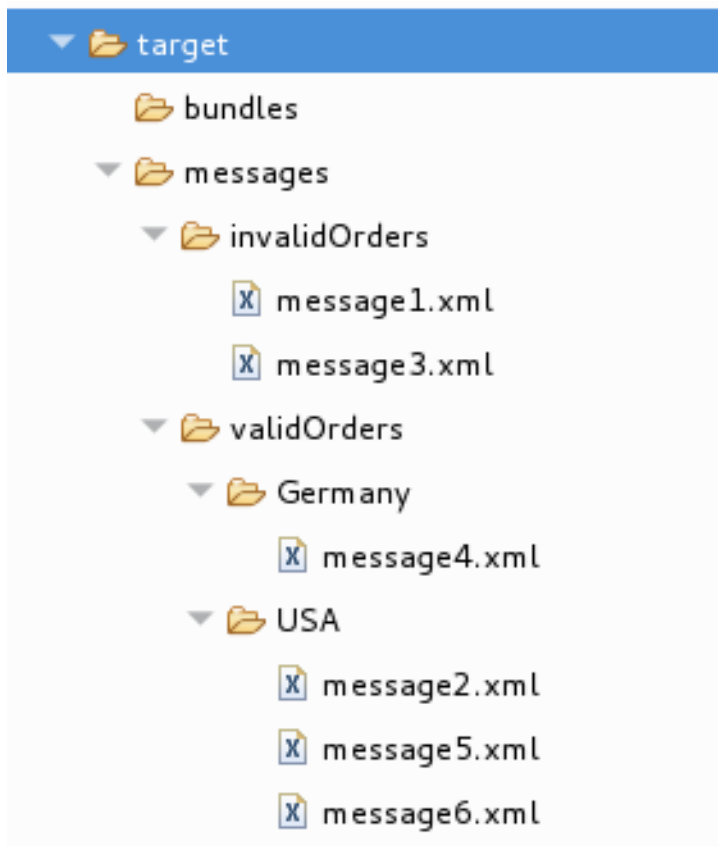 target
bundles
messages
invalidOrders
message1.xml
message3.xml
validOrders
Germany
message4.xml
USA
message2.xml
message5.xml
message6.xml